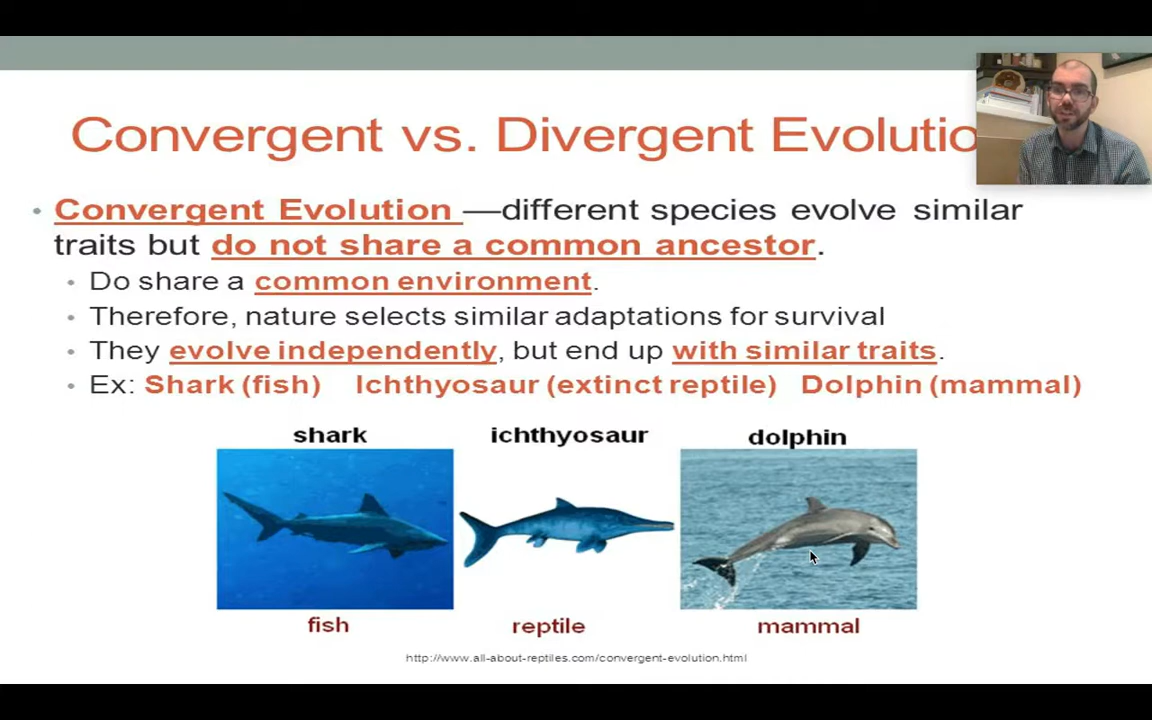 Convergent vs. Divergent Evolutio
• Convergent Evolution —different species evolve similar
traits but do not share a common ancestor.
• Do share a common environment.
• Therefore, nature selects similar adaptations for survival
• They evolve independently, but end up with similar traits.
• Ex: Shark (fish) Ichthyosaur (extinct reptile) Dolphin (mammal)
shark ichthyosaur dolphin
fish reptile mammal
http://www.all-about-reptiles.com/convergent-evolution.html